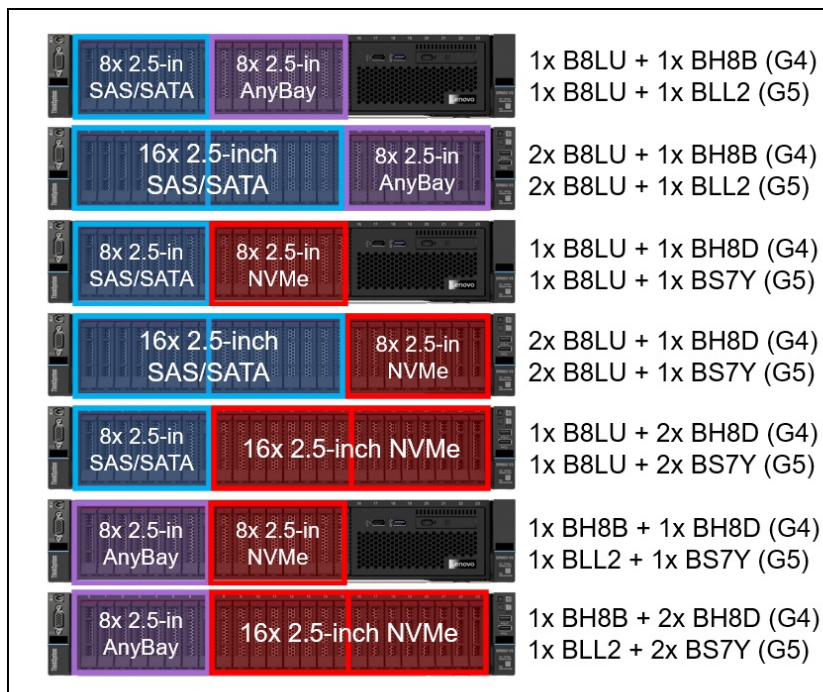 8x 2.5-in
SAS/SATA
8x 2.5-in
AnyBay
Lenovo
1x B8LU + 1x BH8B (G4)
1x B8LU + 1x BLL2 (G5)
16x 2.5-inch
SAS/SATA
8x 2.5-in
AnyBay
2x B8LU + 1x BH8B (G4)
2x B8LU + 1x BLL2 (G5)
8x 2.5-in
SAS/SATA
8x 2.5-in
NVMe
Lenovo
1x B8LU + 1x BH8D (G4)
1x B8LU + 1x BS7Y (G5)
16x 2.5-inch
SAS/SATA
8x 2.5-in
NVMe
2x B8LU + 1x BH8D (G4)
2x B8LU + 1x BS7Y (G5)
8x 2.5-in
SAS/SATA
16x 2.5-inch NVMe
1x B8LU + 2x BH8D (G4)
1x B8LU + 2x BS7Y (G5)
8x 2.5-in
AnyBay
8x 2.5-in
NVMe
Lenovo
1x BH8B + 1x BH8D (G4)
1x BLL2 + 1x BS7Y (G5)
8x 2.5-in
AnyBay
16x 2.5-inch NVMe
1x BH8B + 2x BH8D (G4)
1x BLL2 + 2x BS7Y (G5)